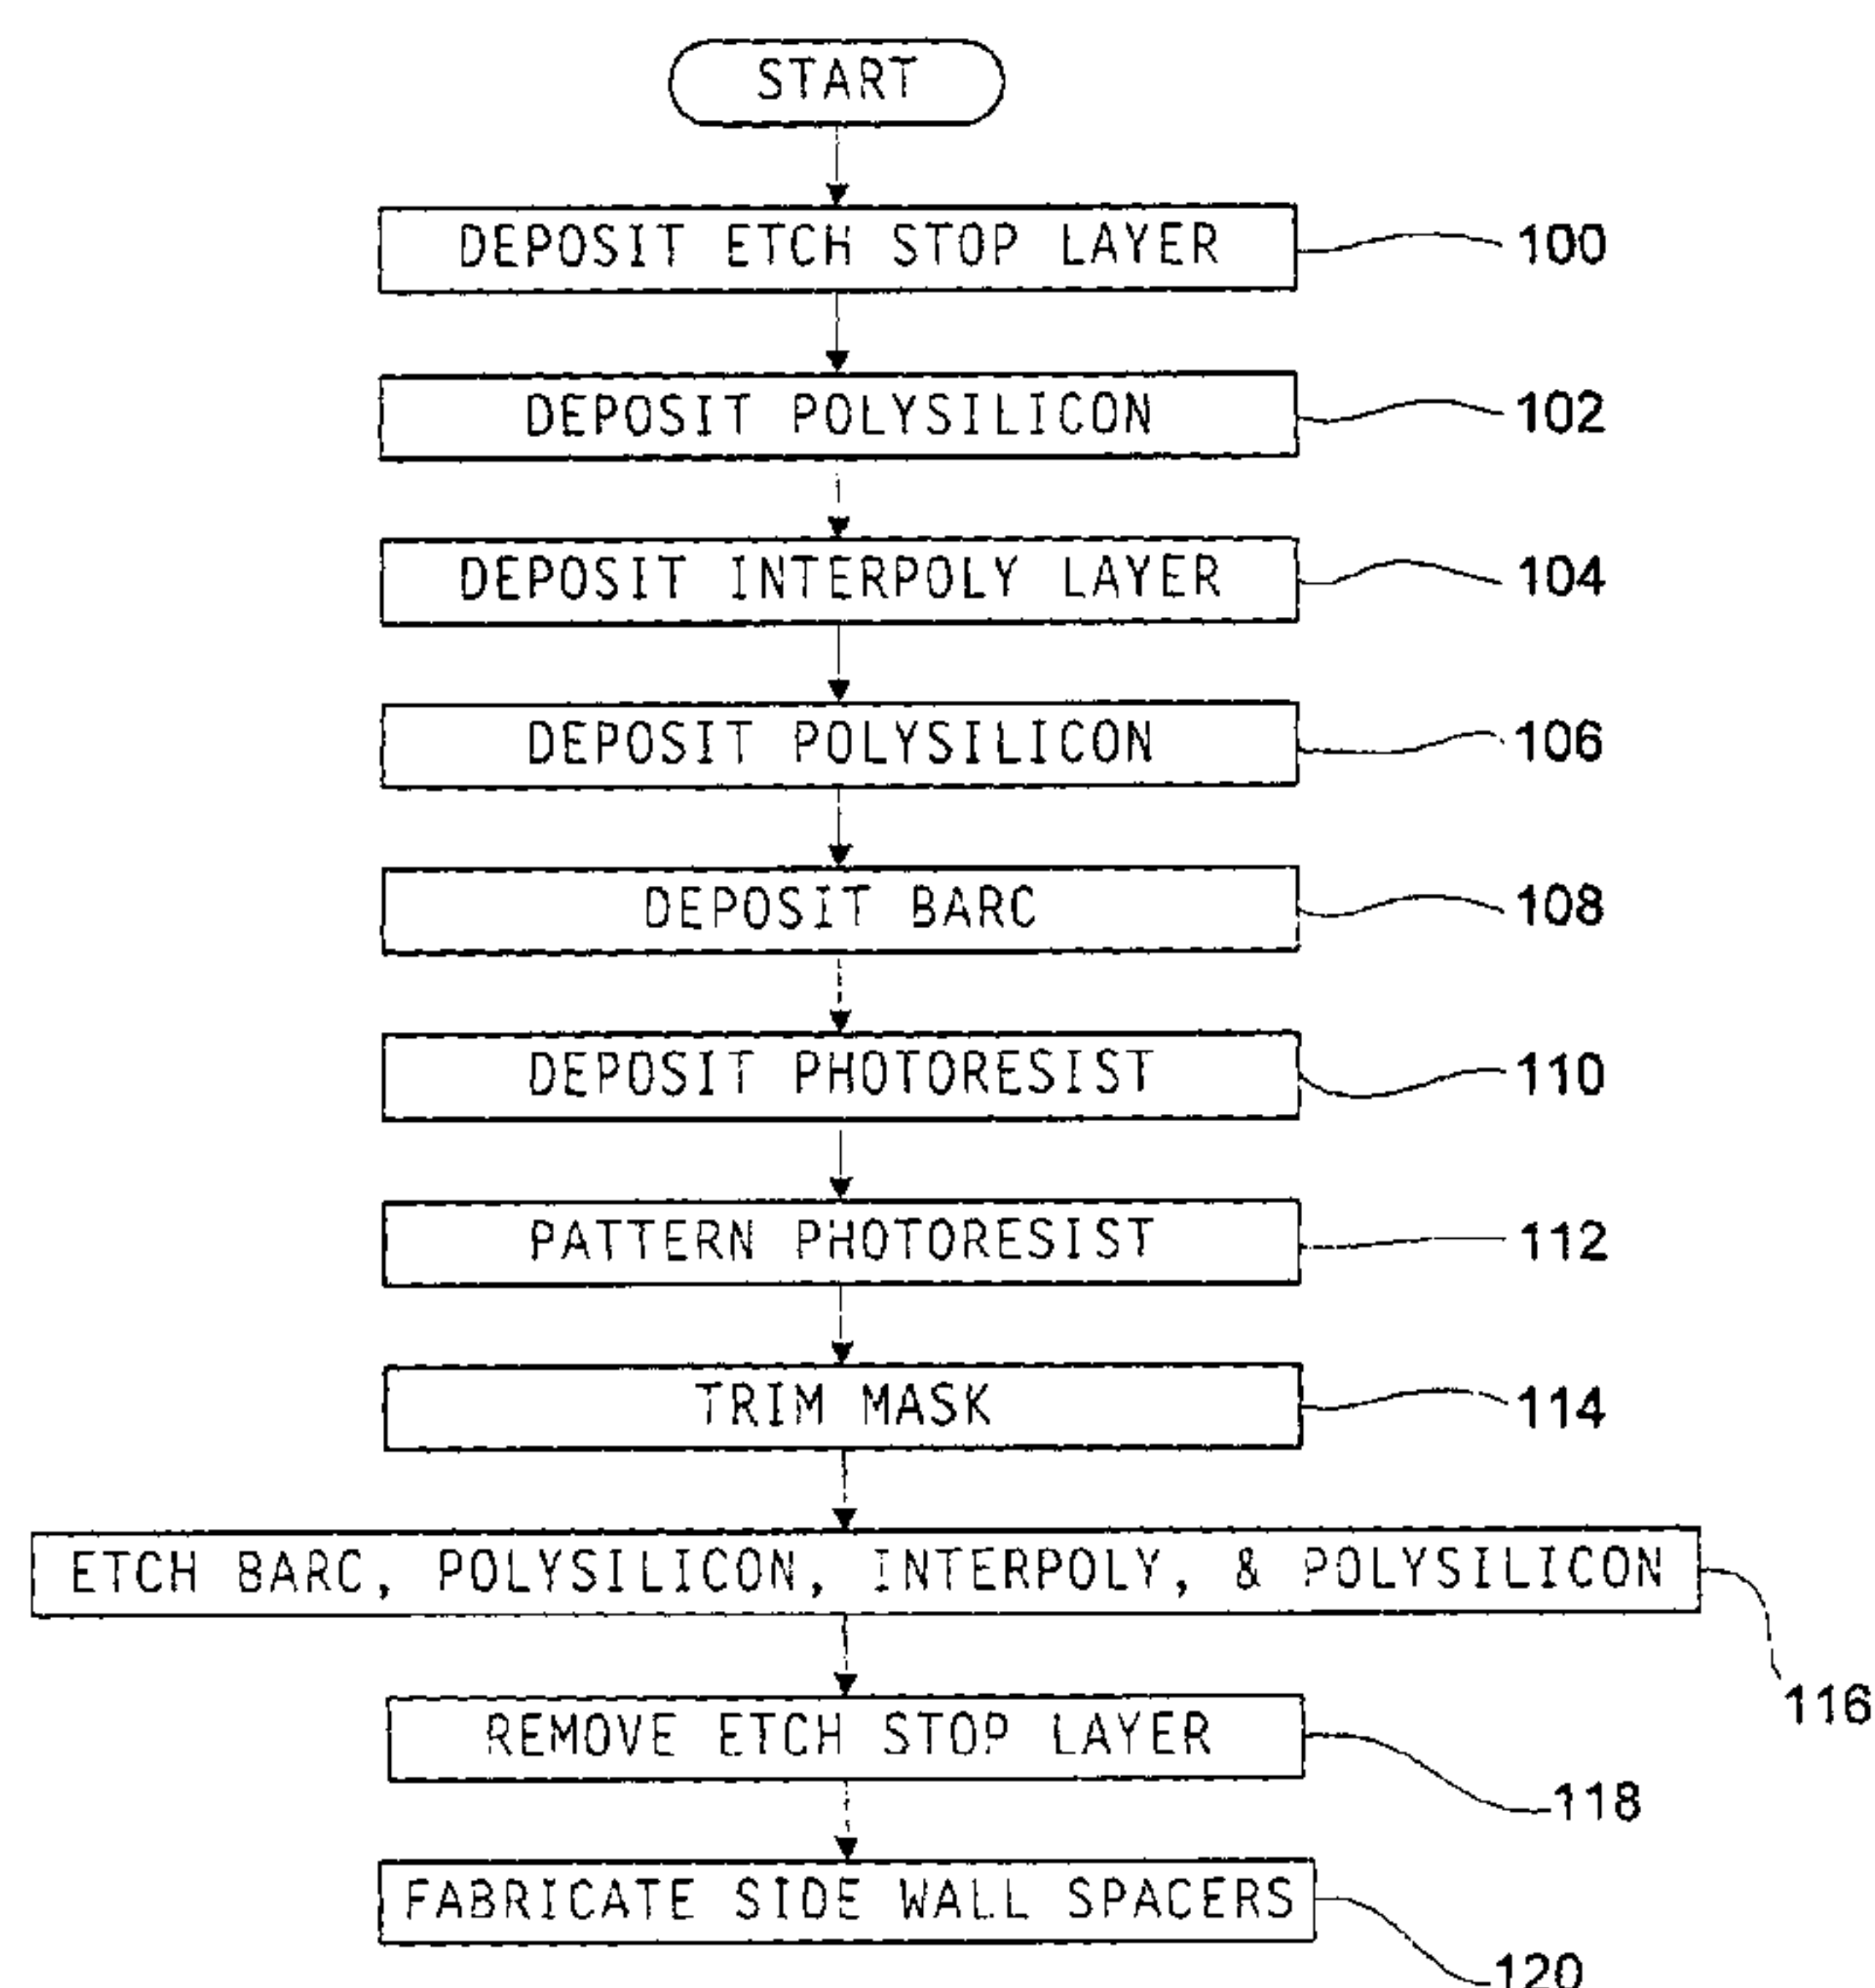 START
DEPOSIT ETCH STOP LAYER
100
DEPOSIT POLYSILICON
102
DEPOSIT INTERPOLY LAYER
104
DEPOSIT POLYSILICON
106
DEPOSIT BARC
108
DEPOSIT PHOTORESIST
110
PATTERN PHOTORESIST
112
TRIM MASK
114
ETCH BARC, POLYSILICON, INTERPOLY, & POLYSILICON
116
REMOVE ETCH STOP LAYER
118
FABRICATE SIDE WALL SPACERS
120